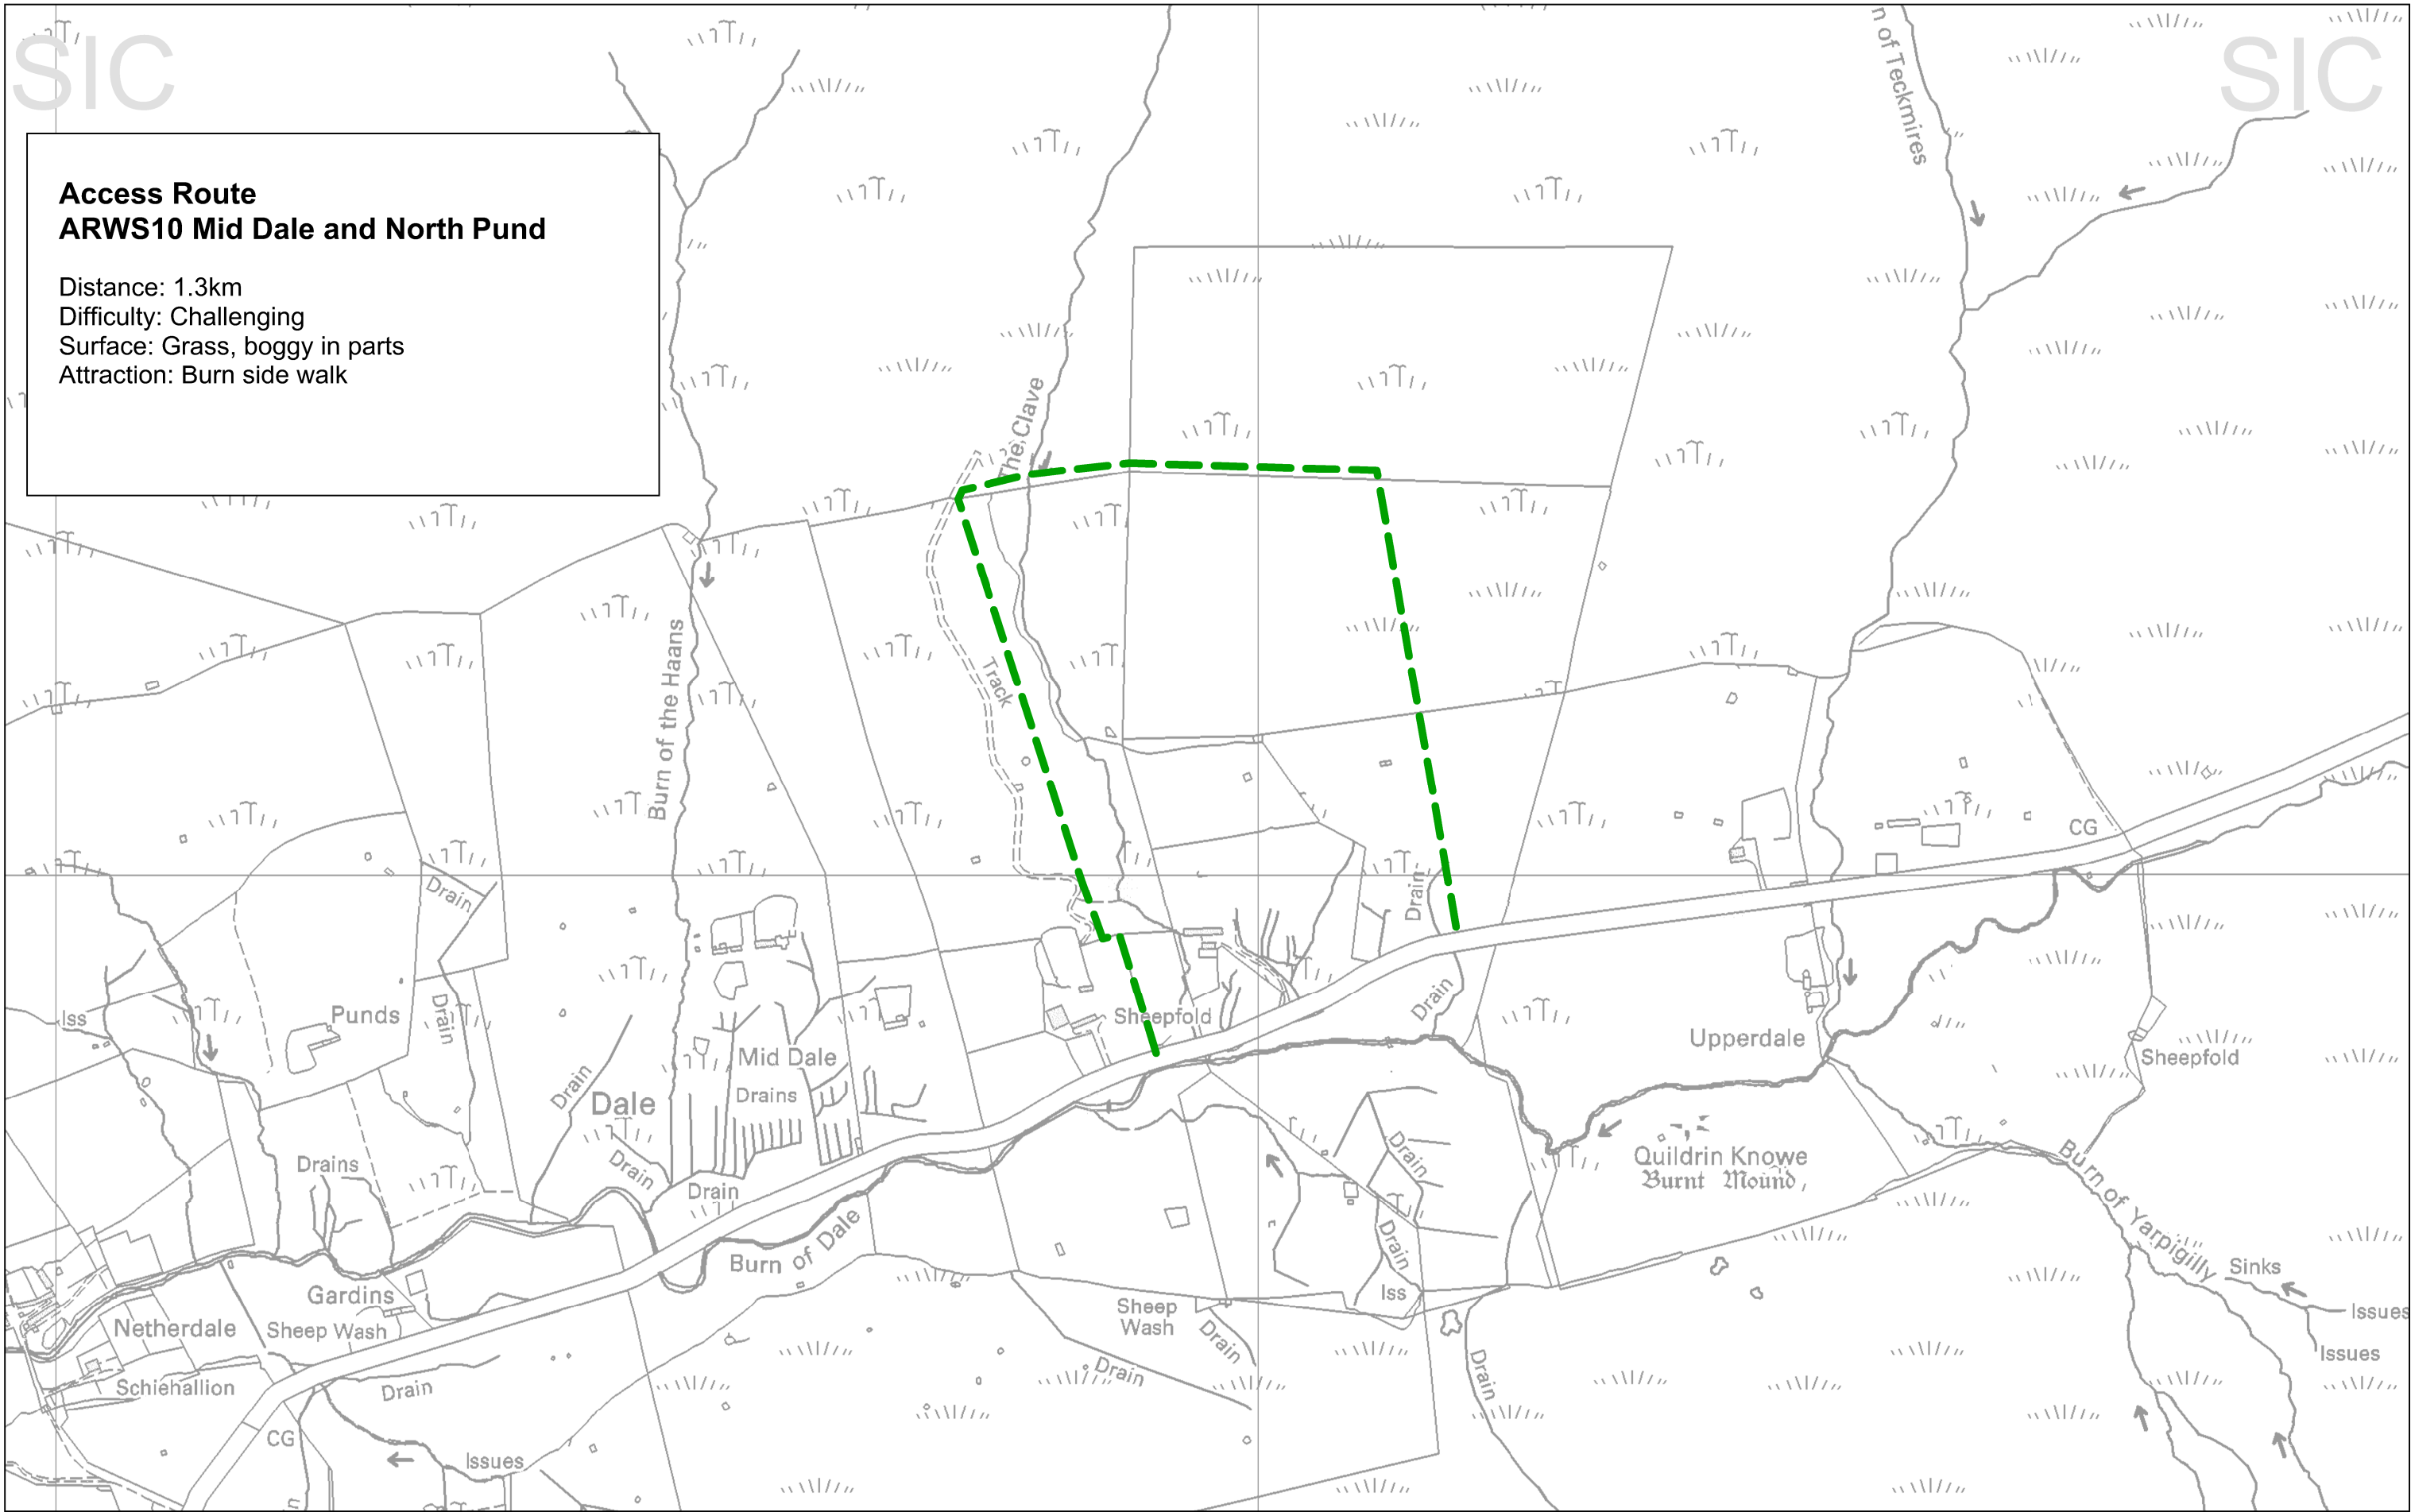 SIC
SIC
n of Teckmires
Access Route
ARWS10 Mid Dale and North Pund
Distance: 1.3km
Difficulty: Challenging
Surface: Grass, boggy in parts
Attraction: Burn side walk
The Clave
Burn of the Haans
Track
CG
Drain
Drain
Iss
Punds
Drain
Sheepfold
Drain
Upperdale
Sheepfold
Mid Dale
Drain
Dale
Drains
Drain
Quildrin Knowe
Burnt Mound
Burn of Yarpigilly
Drains
Drain
Drain
Burn of Dale
Drain
Sinks
Gardins
Iss
Issues
Netherdale
Sheep Wash
Sheep
Wash
Drain
Issues
Schiehallion
Drain
Drain
Drain
CG
Issues
n